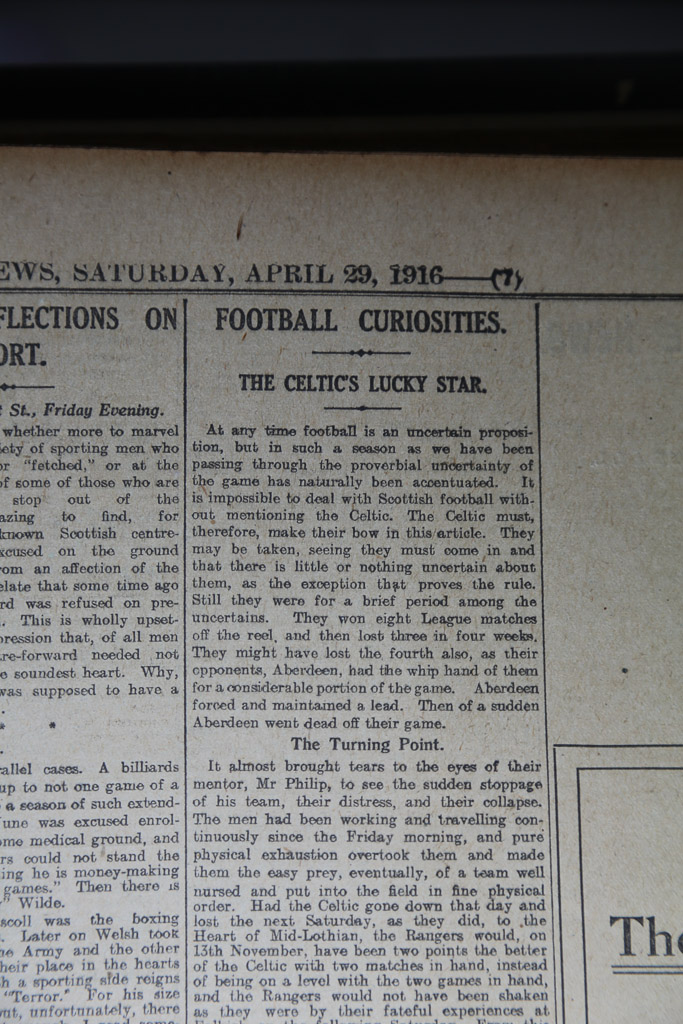 EWS, SATURDAY, APRIL 29, 1916—(7)
FLECTIONS ON
ORT.
St., Friday Evening.
whether more to marvel
iety of sporting men who
or "fetched," or at the
of some of those who are
stop out of the
azing to find, for
known Scottish centre-
xcused on the ground
rom an affection of the
elate that some time ago
rd was refused on pre-
. This is wholly upset-
pression that, of all men
re-forward needed not
e soundest heart. Why,
was supposed to have a
.
* *
.
allel cases. A billiards
up to not one game of a
a season of such extend-
une was excused enrol-
ome medical ground, and
rs could not stand the
ing he is money-making
games." Then there is
" Wilde.
scoll was the boxing
. Later on Welsh took
he Army and the other
heir place in the hearts
h a sporting side reigns
"Terror." For his size
ut, unfortunately, there
FOOTBALL CURIOSITIES.
THE CELTIC'S LUCKY STAR.
At any time football is an uncertain proposi-
tion, but in such a season as we have been
passing through the proverbial uncertainty of
the game has naturally been accentuated. It
is impossible to deal with Scottish football with-
out mentioning the Celtic. The Celtic must,
therefore, make their bow in this article. They
may be taken, seeing they must come in and
that there is little or nothing uncertain about
them, as the exception that proves the rule.
Still they were for a brief period among the
uncertains. They won eight League matches
off the reel, and then lost three in four weeks.
They might have lost the fourth also, as their
opponents, Aberdeen, had the whip hand of them
for a considerable portion of the game. Aberdeen
forced and maintained a lead. Then of a sudden
Aberdeen went dead off their game.
The Turning Point.
It almost brought tears to the eyes of their
mentor, Mr Philip, to see the sudden stoppage
of his team, their distress, and their collapse.
The men had been working and travelling con-
tinuously since the Friday morning, and pure
physical exhaustion overtook them and made
them the easy prey, eventually, of a team well
nursed and put into the field in fine physical
order. Had the Celtic gone down that day and
lost the next Saturday, as they did, to the
Heart of Mid-Lothian, the Rangers would, on
13th November, have been two points the better
of the Celtic with two matches in hand, instead
of being on a level with the two games in hand,
and the Rangers would not have been shaken
as they were by their fateful experiences at
The